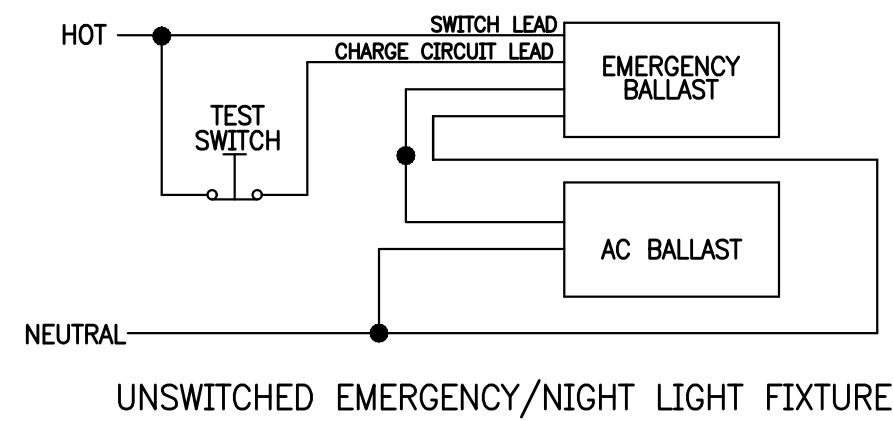 HOT
SWITCH LEAD
CHARGE CIRCUIT LEAD
EMERGENCY
BALLAST
TEST
SWITCH
AC BALLAST
NEUTRAL
UNSWITCHED EMERGENCY/NIGHT LIGHT FIXTURE